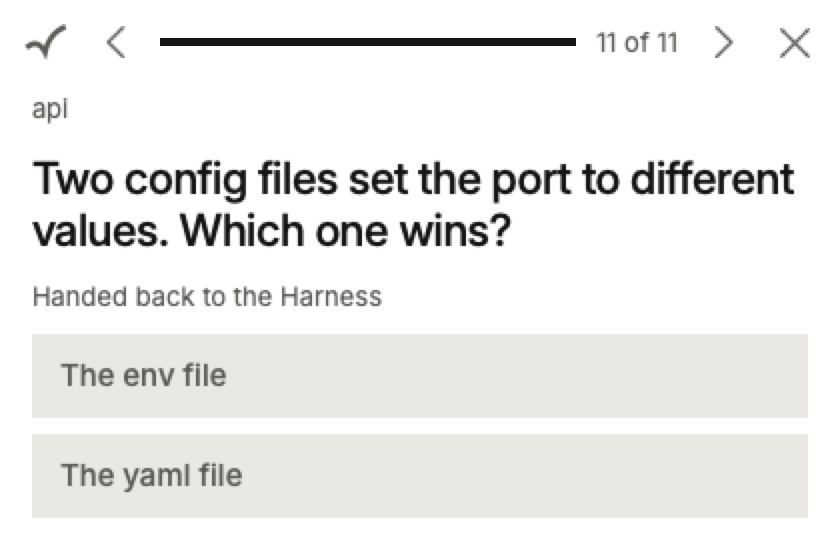 11 of 11
api
Two config files set the port to different
values. Which one wins?
Handed back to the Harness
The env file
The yaml file